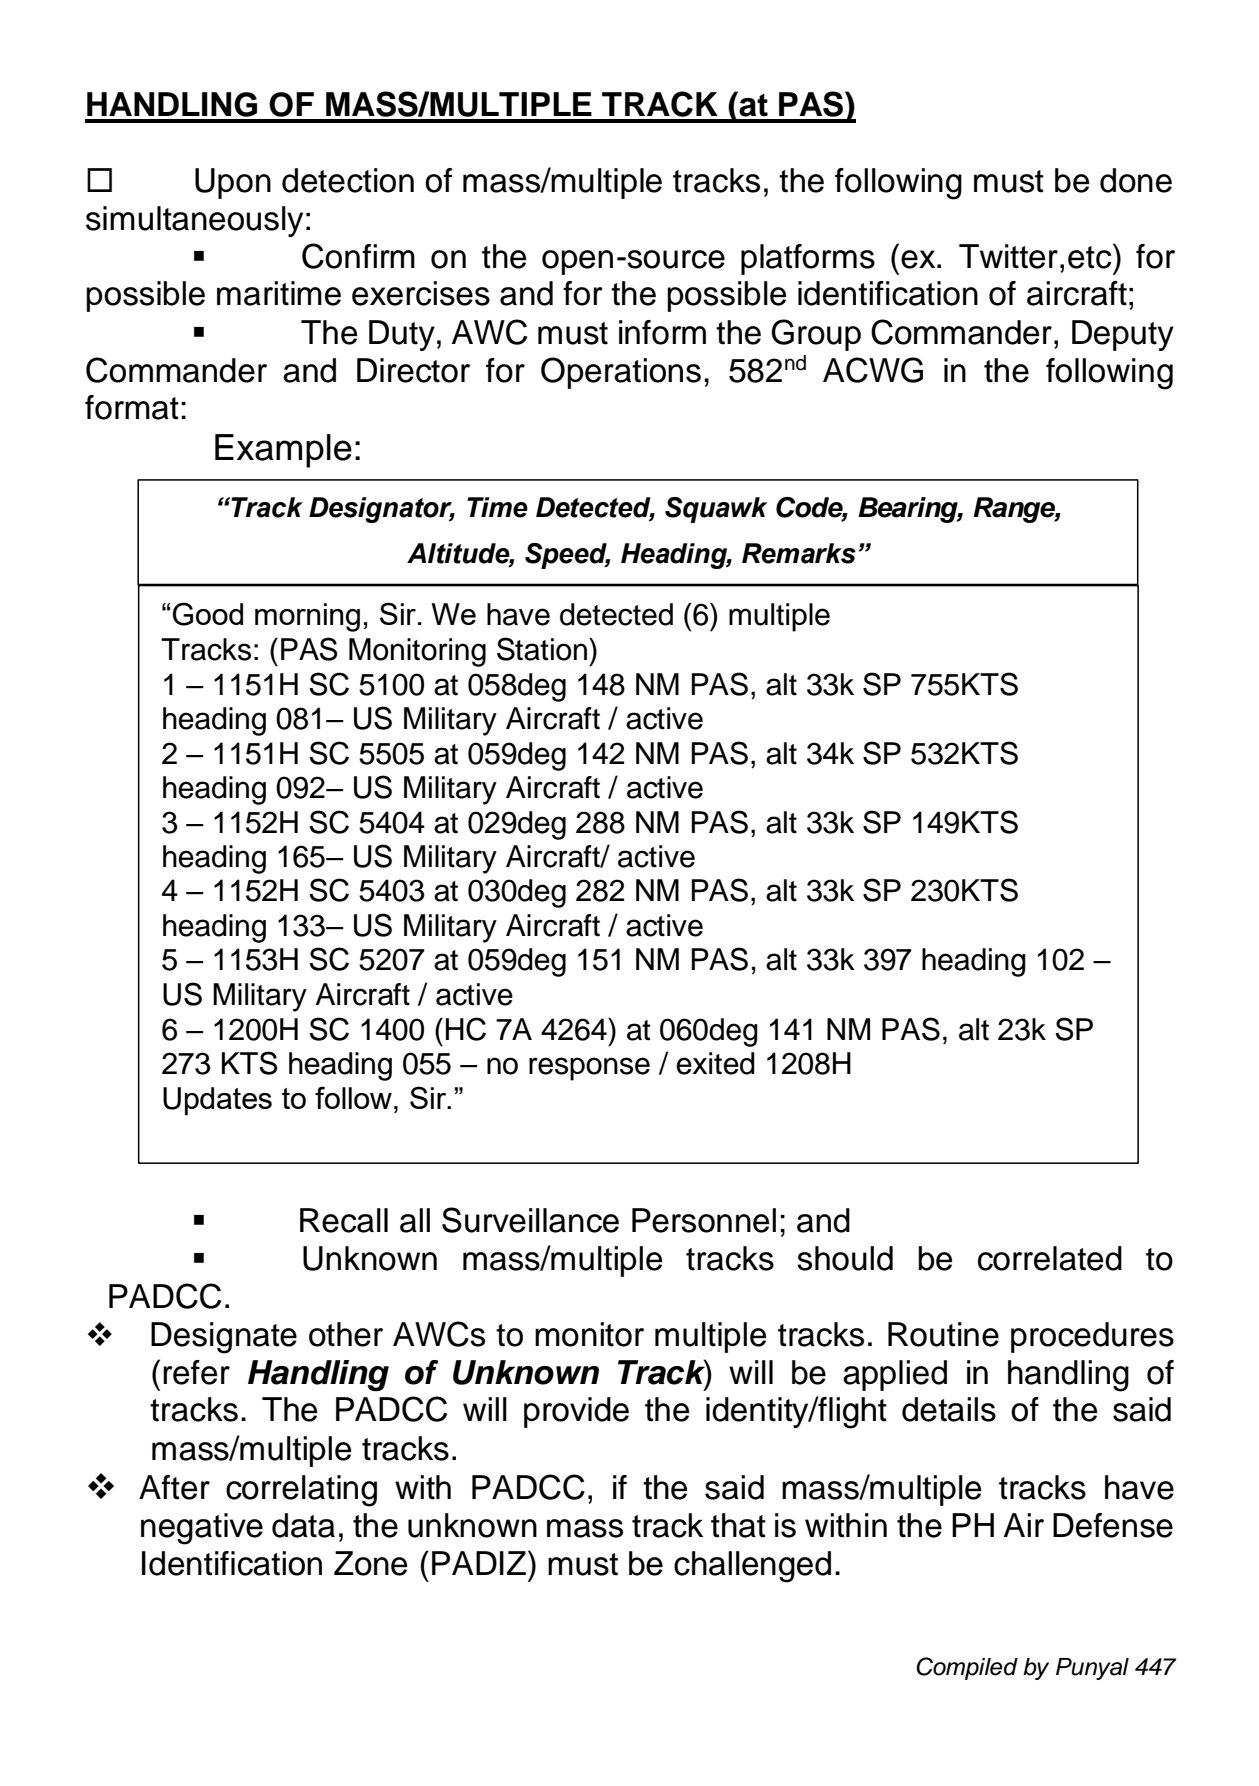 HANDLING OF MASS/MULTIPLE TRACK (at PAS)
☐ Upon detection of mass/multiple tracks, the following must be done
simultaneously:
▪ Confirm on the open-source platforms (ex. Twitter,etc) for
possible maritime exercises and for the possible identification of aircraft;
▪ The Duty, AWC must inform the Group Commander, Deputy
Commander and Director for Operations, 582nd ACWG in the following
format:
Example:
“Track Designator, Time Detected, Squawk Code, Bearing, Range,
Altitude, Speed, Heading, Remarks”
“Good morning, Sir. We have detected (6) multiple
Tracks: (PAS Monitoring Station)
1 – 1151H SC 5100 at 058deg 148 NM PAS, alt 33k SP 755KTS
heading 081– US Military Aircraft / active
2 – 1151H SC 5505 at 059deg 142 NM PAS, alt 34k SP 532KTS
heading 092– US Military Aircraft / active
3 – 1152H SC 5404 at 029deg 288 NM PAS, alt 33k SP 149KTS
heading 165– US Military Aircraft/ active
4 – 1152H SC 5403 at 030deg 282 NM PAS, alt 33k SP 230KTS
heading 133– US Military Aircraft / active
5 – 1153H SC 5207 at 059deg 151 NM PAS, alt 33k 397 heading 102 –
US Military Aircraft / active
6 – 1200H SC 1400 (HC 7A 4264) at 060deg 141 NM PAS, alt 23k SP
273 KTS heading 055 – no response / exited 1208H
Updates to follow, Sir.”
▪ Recall all Surveillance Personnel; and
▪ Unknown mass/multiple tracks should be correlated to
PADCC.
❖ Designate other AWCs to monitor multiple tracks. Routine procedures
(refer Handling of Unknown Track) will be applied in handling of
tracks. The PADCC will provide the identity/flight details of the said
mass/multiple tracks.
❖ After correlating with PADCC, if the said mass/multiple tracks have
negative data, the unknown mass track that is within the PH Air Defense
Identification Zone (PADIZ) must be challenged.
Compiled by Punyal 447